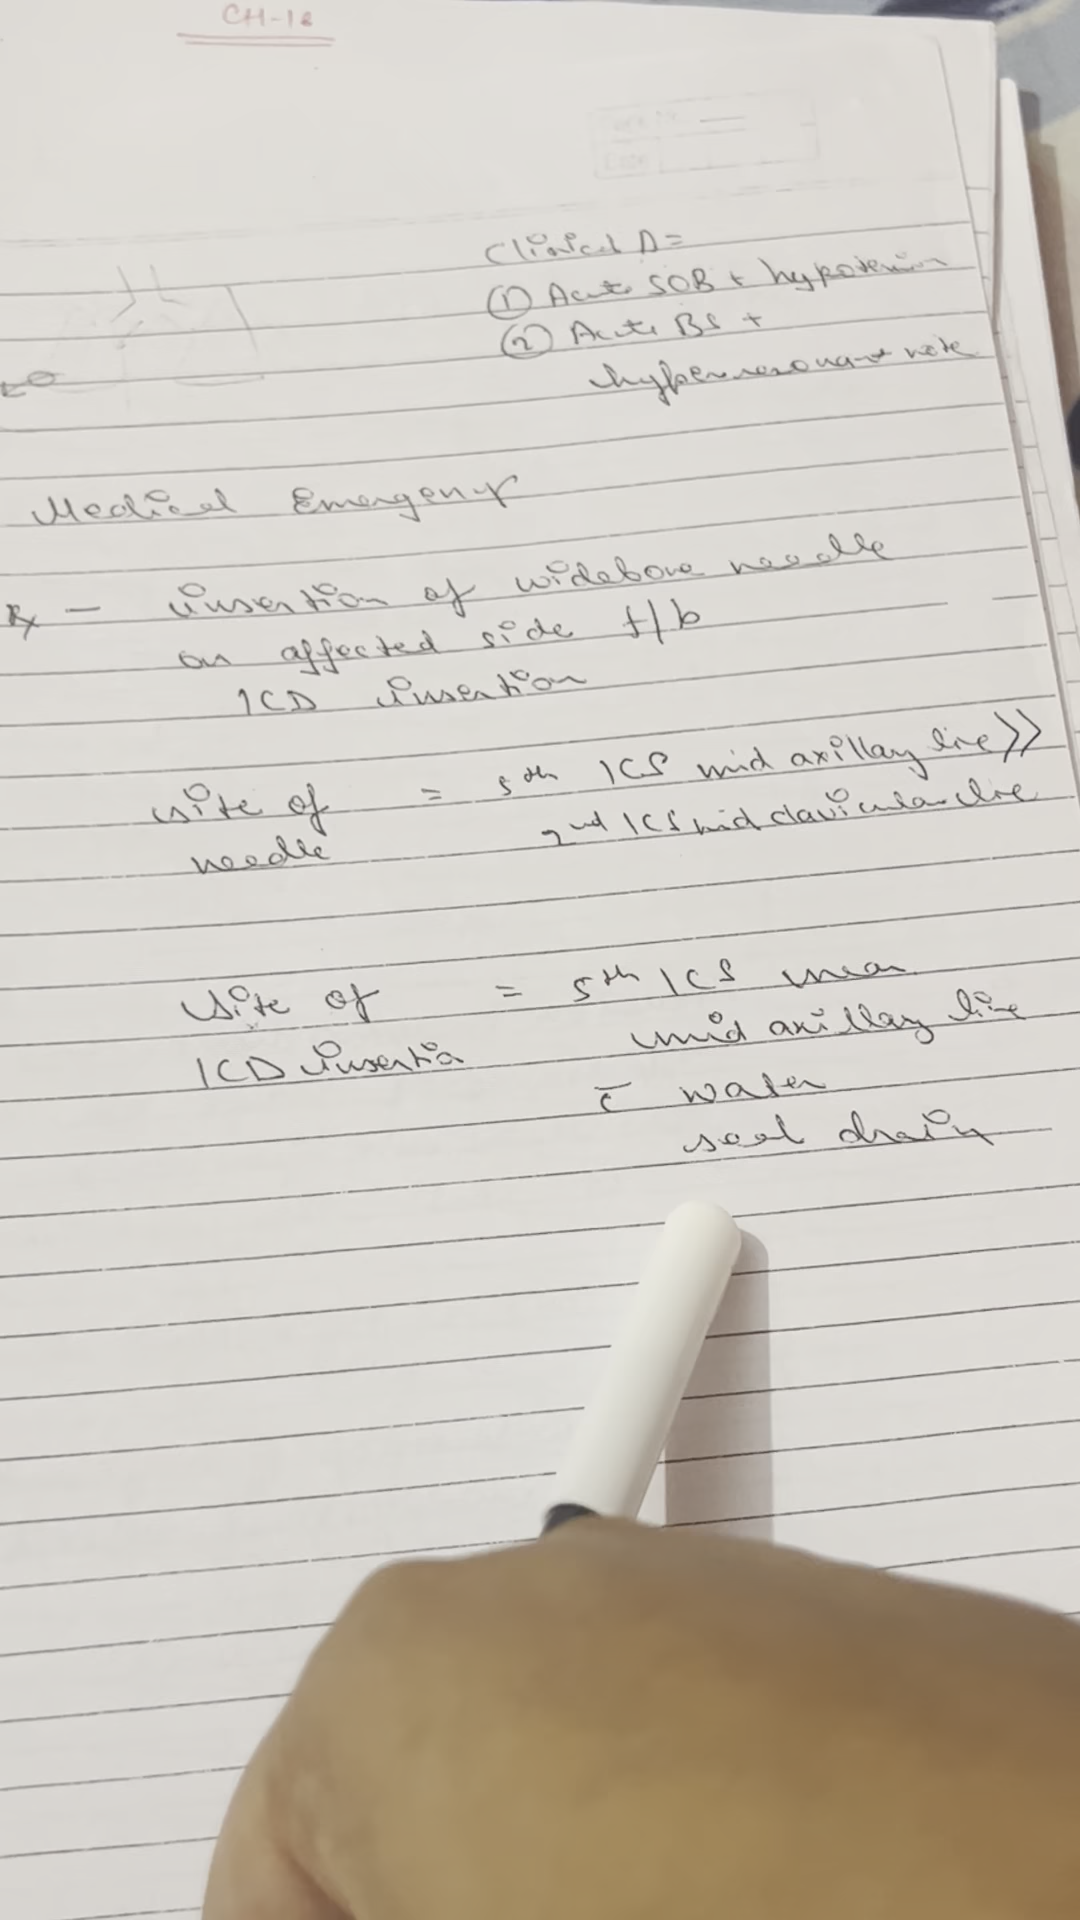 CH-18
Clinical D=
① Acute SOB + hypotension
② Acute BS +
hyperresonant note
Medical Emergency
Rx — insertion of widebore needle
on affected side f/b
ICD insertion
site of = 5th ICS mid axillary line >>
needle 2nd ICS mid clavicular line
Site of = 5th ICS near
ICD insertion mid axillary line
c̄ water
seal drain